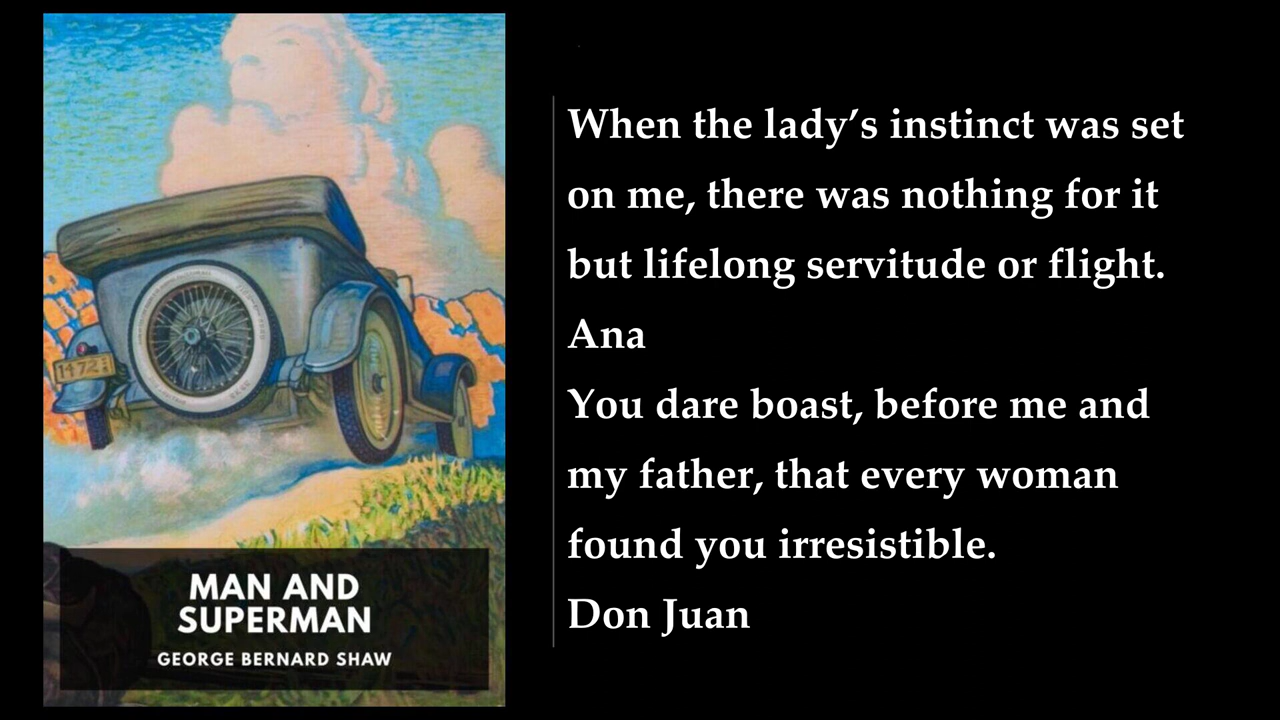 When the lady’s instinct was set
on me, there was nothing for it
but lifelong servitude or flight.
Ana
You dare boast, before me and
my father, that every woman
found you irresistible.
Don Juan
1472
MAN AND
SUPERMAN
GEORGE BERNARD SHAW